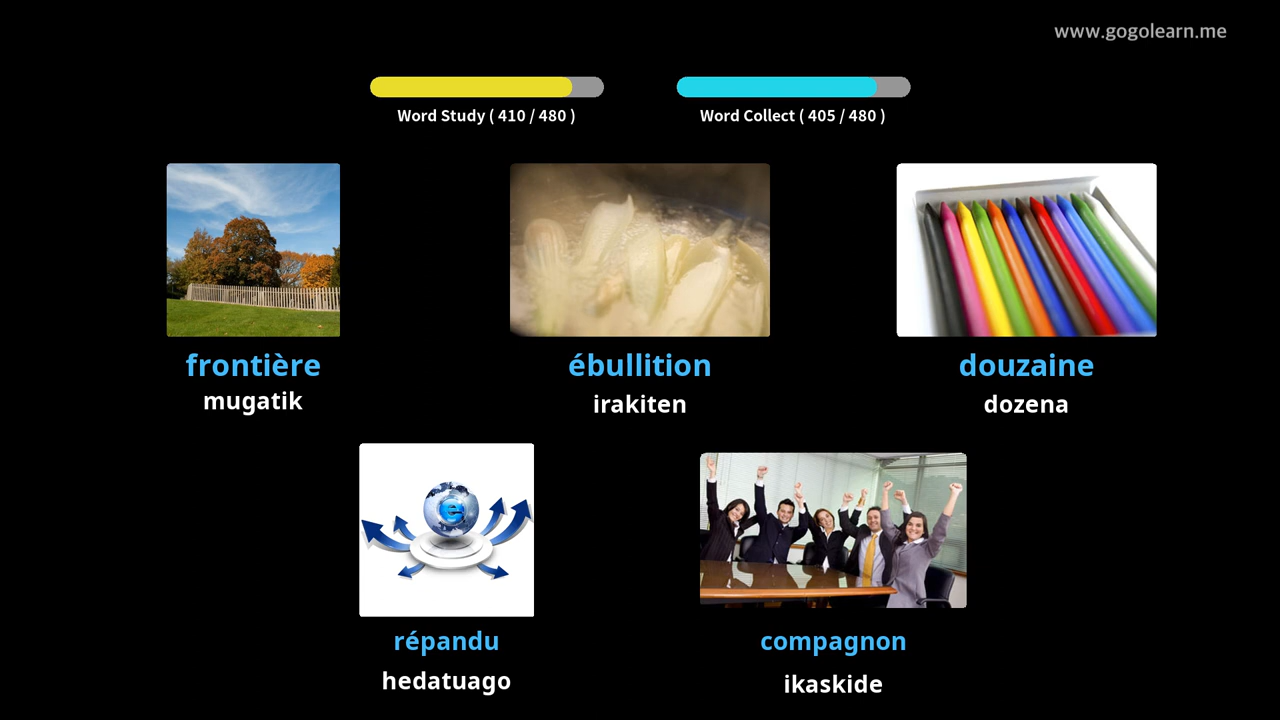 www.gogolearn.me
Word Study ( 410 / 480 )
Word Collect ( 405 / 480 )
frontière
mugatik
ébullition
irakiten
douzaine
dozena
e
répandu
hedatuago
compagnon
ikaskide